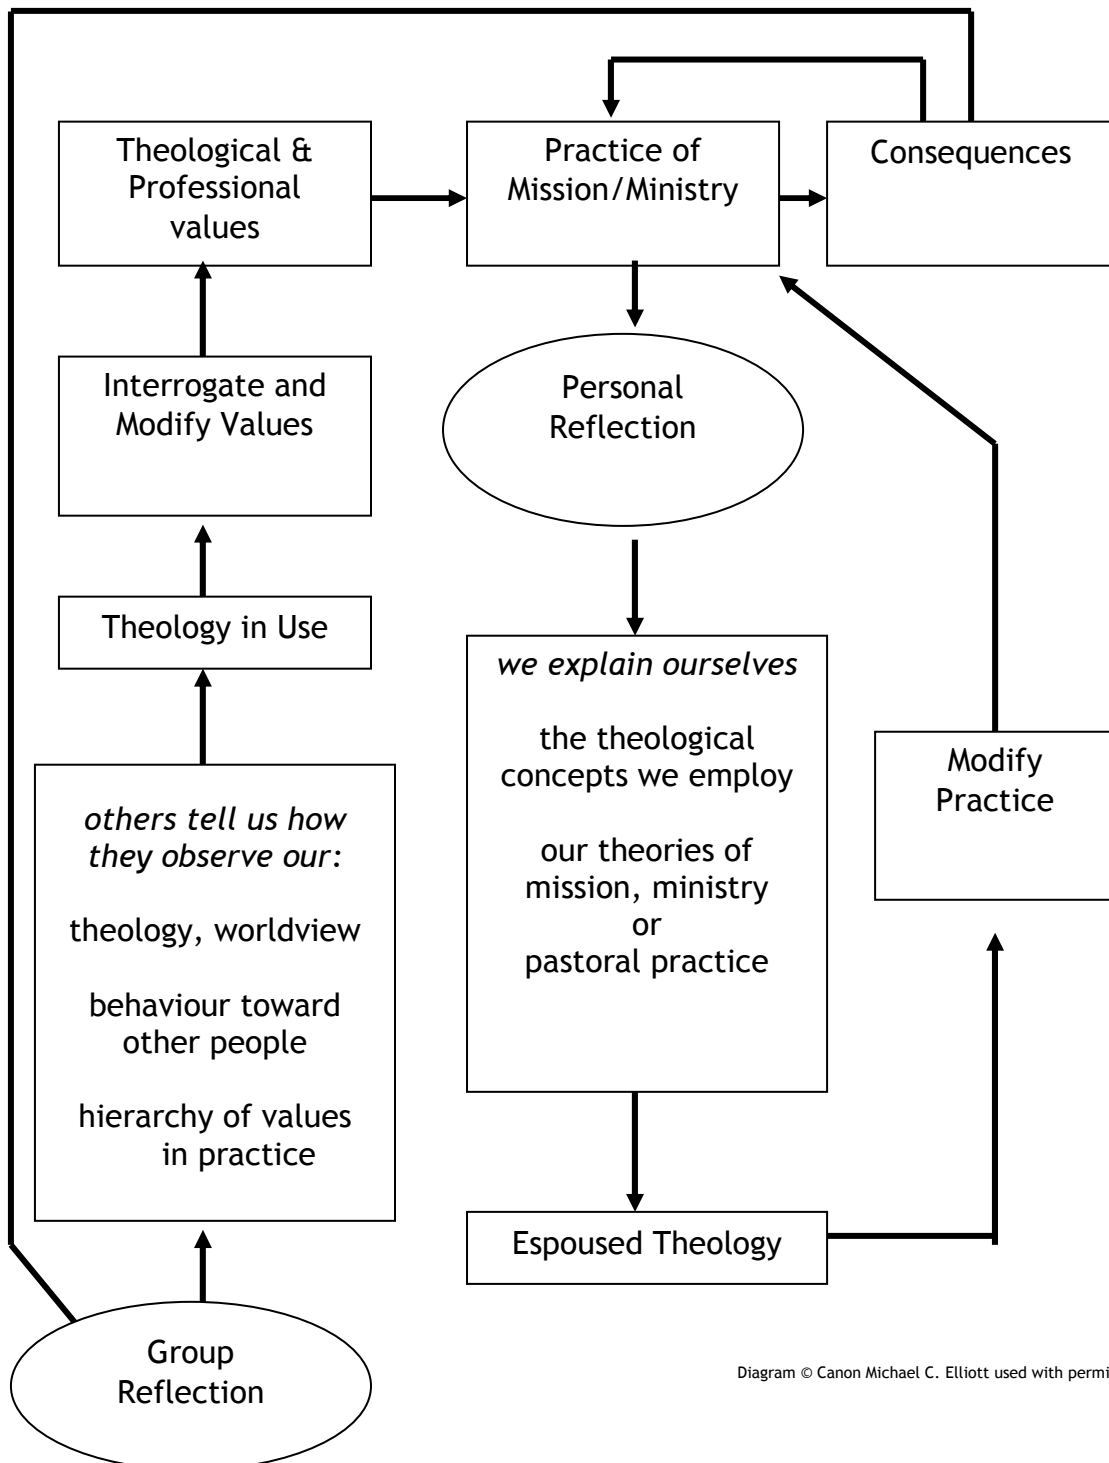 Theological &
Professional
values
Practice of
Mission/Ministry
Consequences
Interrogate and
Modify Values
Personal
Reflection
Theology in Use
we explain ourselves
the theological
concepts we employ
our theories of
mission, ministry
or
pastoral practice
Modify
Practice
others tell us how
they observe our:
theology, worldview
behaviour toward
other people
hierarchy of values
in practice
Espoused Theology
Group
Reflection
Diagram © Canon Michael C. Elliott used with permi